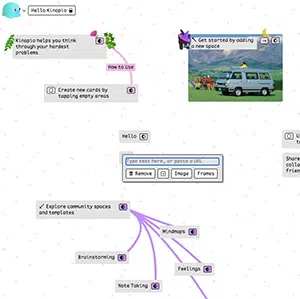 Hello Kinopio
Kinopio helps you think
through your hardest
problems
Get started by adding
a new space
How to use
Create new cards by
tapping empty areas
Hello
Type text here, or paste a URL
Remove
Image
Frames
Share
colla
frien
Explore community spaces
and templates
Mindmaps
Brainstorming
Feelings
Note Taking